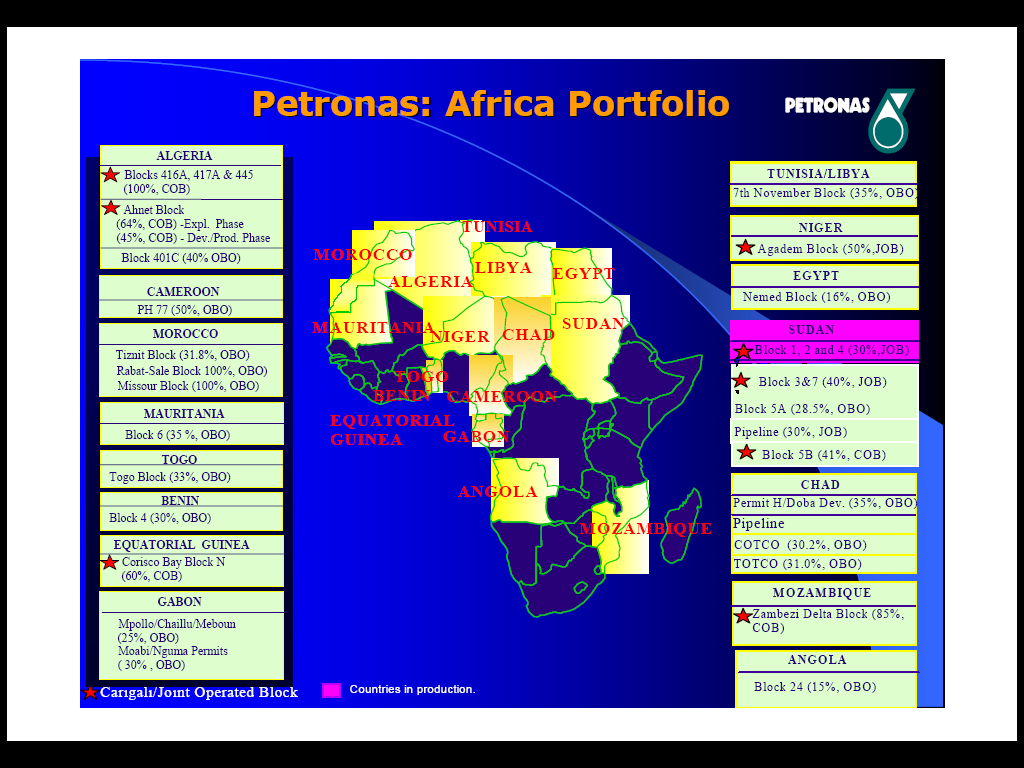 Petronas: Africa Portfolio
PETRONAS
ALGERIA
Blocks 416A, 417A & 445
(100%, COB)
Ahnet Block
(64%, COB) -Expl. Phase
(45%, COB) - Dev./Prod. Phase
Block 401C (40% OBO)
CAMEROON
PH 77 (50%, OBO)
MOROCCO
Tiznit Block (31.8%, OBO)
Rabat-Sale Block 100%, OBO)
Missour Block (100%, OBO)
MAURITANIA
Block 6 (35 %, OBO)
TOGO
Togo Block (33%, OBO)
BENIN
Block 4 (30%, OBO)
EQUATORIAL GUINEA
Corisco Bay Block N
(60%, COB)
GABON
Mpollo/Chaillu/Meboun
(25%, OBO)
Moabi/Nguma Permits
( 30% , OBO)
Carigali/Joint Operated Block
Countries in production.
TUNISIA
MOROCCO
ALGERIA
LIBYA
EGYPT
MAURITANIA
NIGER
CHAD
SUDAN
TOGO
BENIN
CAMEROON
EQUATORIAL
GUINEA
GABON
ANGOLA
MOZAMBIQUE
TUNISIA/LIBYA
7th November Block (35%, OBO)
NIGER
Agadem Block (50%,JOB)
EGYPT
Nemed Block (16%, OBO)
SUDAN
Block 1, 2 and 4 (30%,JOB)
Block 3&7 (40%, JOB)
Block 5A (28.5%, OBO)
Pipeline (30%, JOB)
Block 5B (41%, COB)
CHAD
Permit H/Doba Dev. (35%, OBO)
Pipeline
COTCO (30.2%, OBO)
TOTCO (31.0%, OBO)
MOZAMBIQUE
Zambezi Delta Block (85%,
COB)
ANGOLA
Block 24 (15%, OBO)